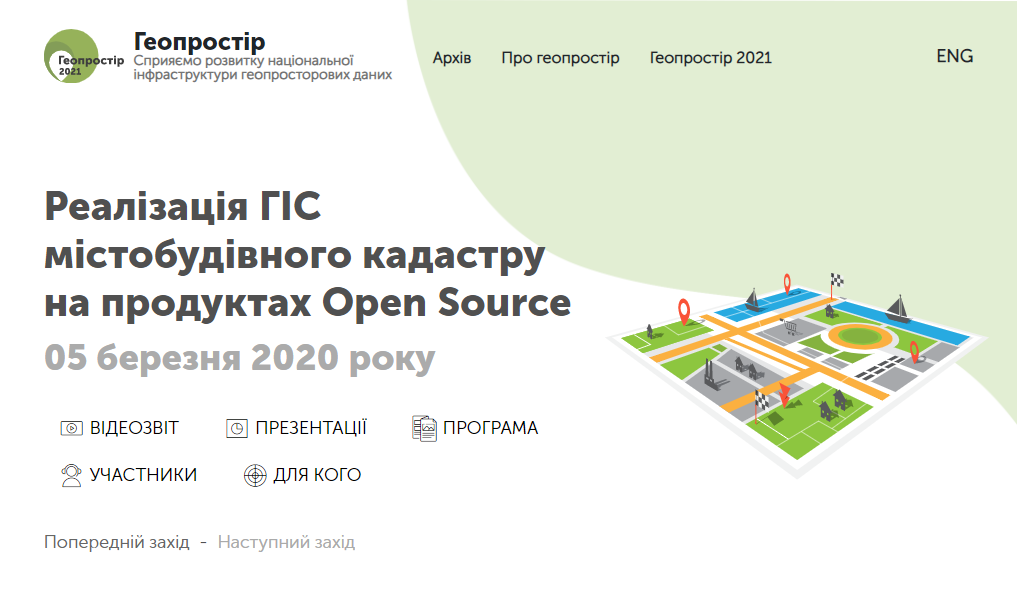 Геопростір
2021
Геопростір
Сприяємо розвитку національної
інфраструктури геопросторових даних
Архів
Про геопростір
Геопростір 2021
ENG
Реалізація ГІС
містобудівного кадастру
на продуктах Open Source
05 березня 2020 року
ВІДЕОЗВІТ
ПРЕЗЕНТАЦІЇ
ПРОГРАМА
УЧАСТНИКИ
ДЛЯ КОГО
Попередній захід - Наступний захід